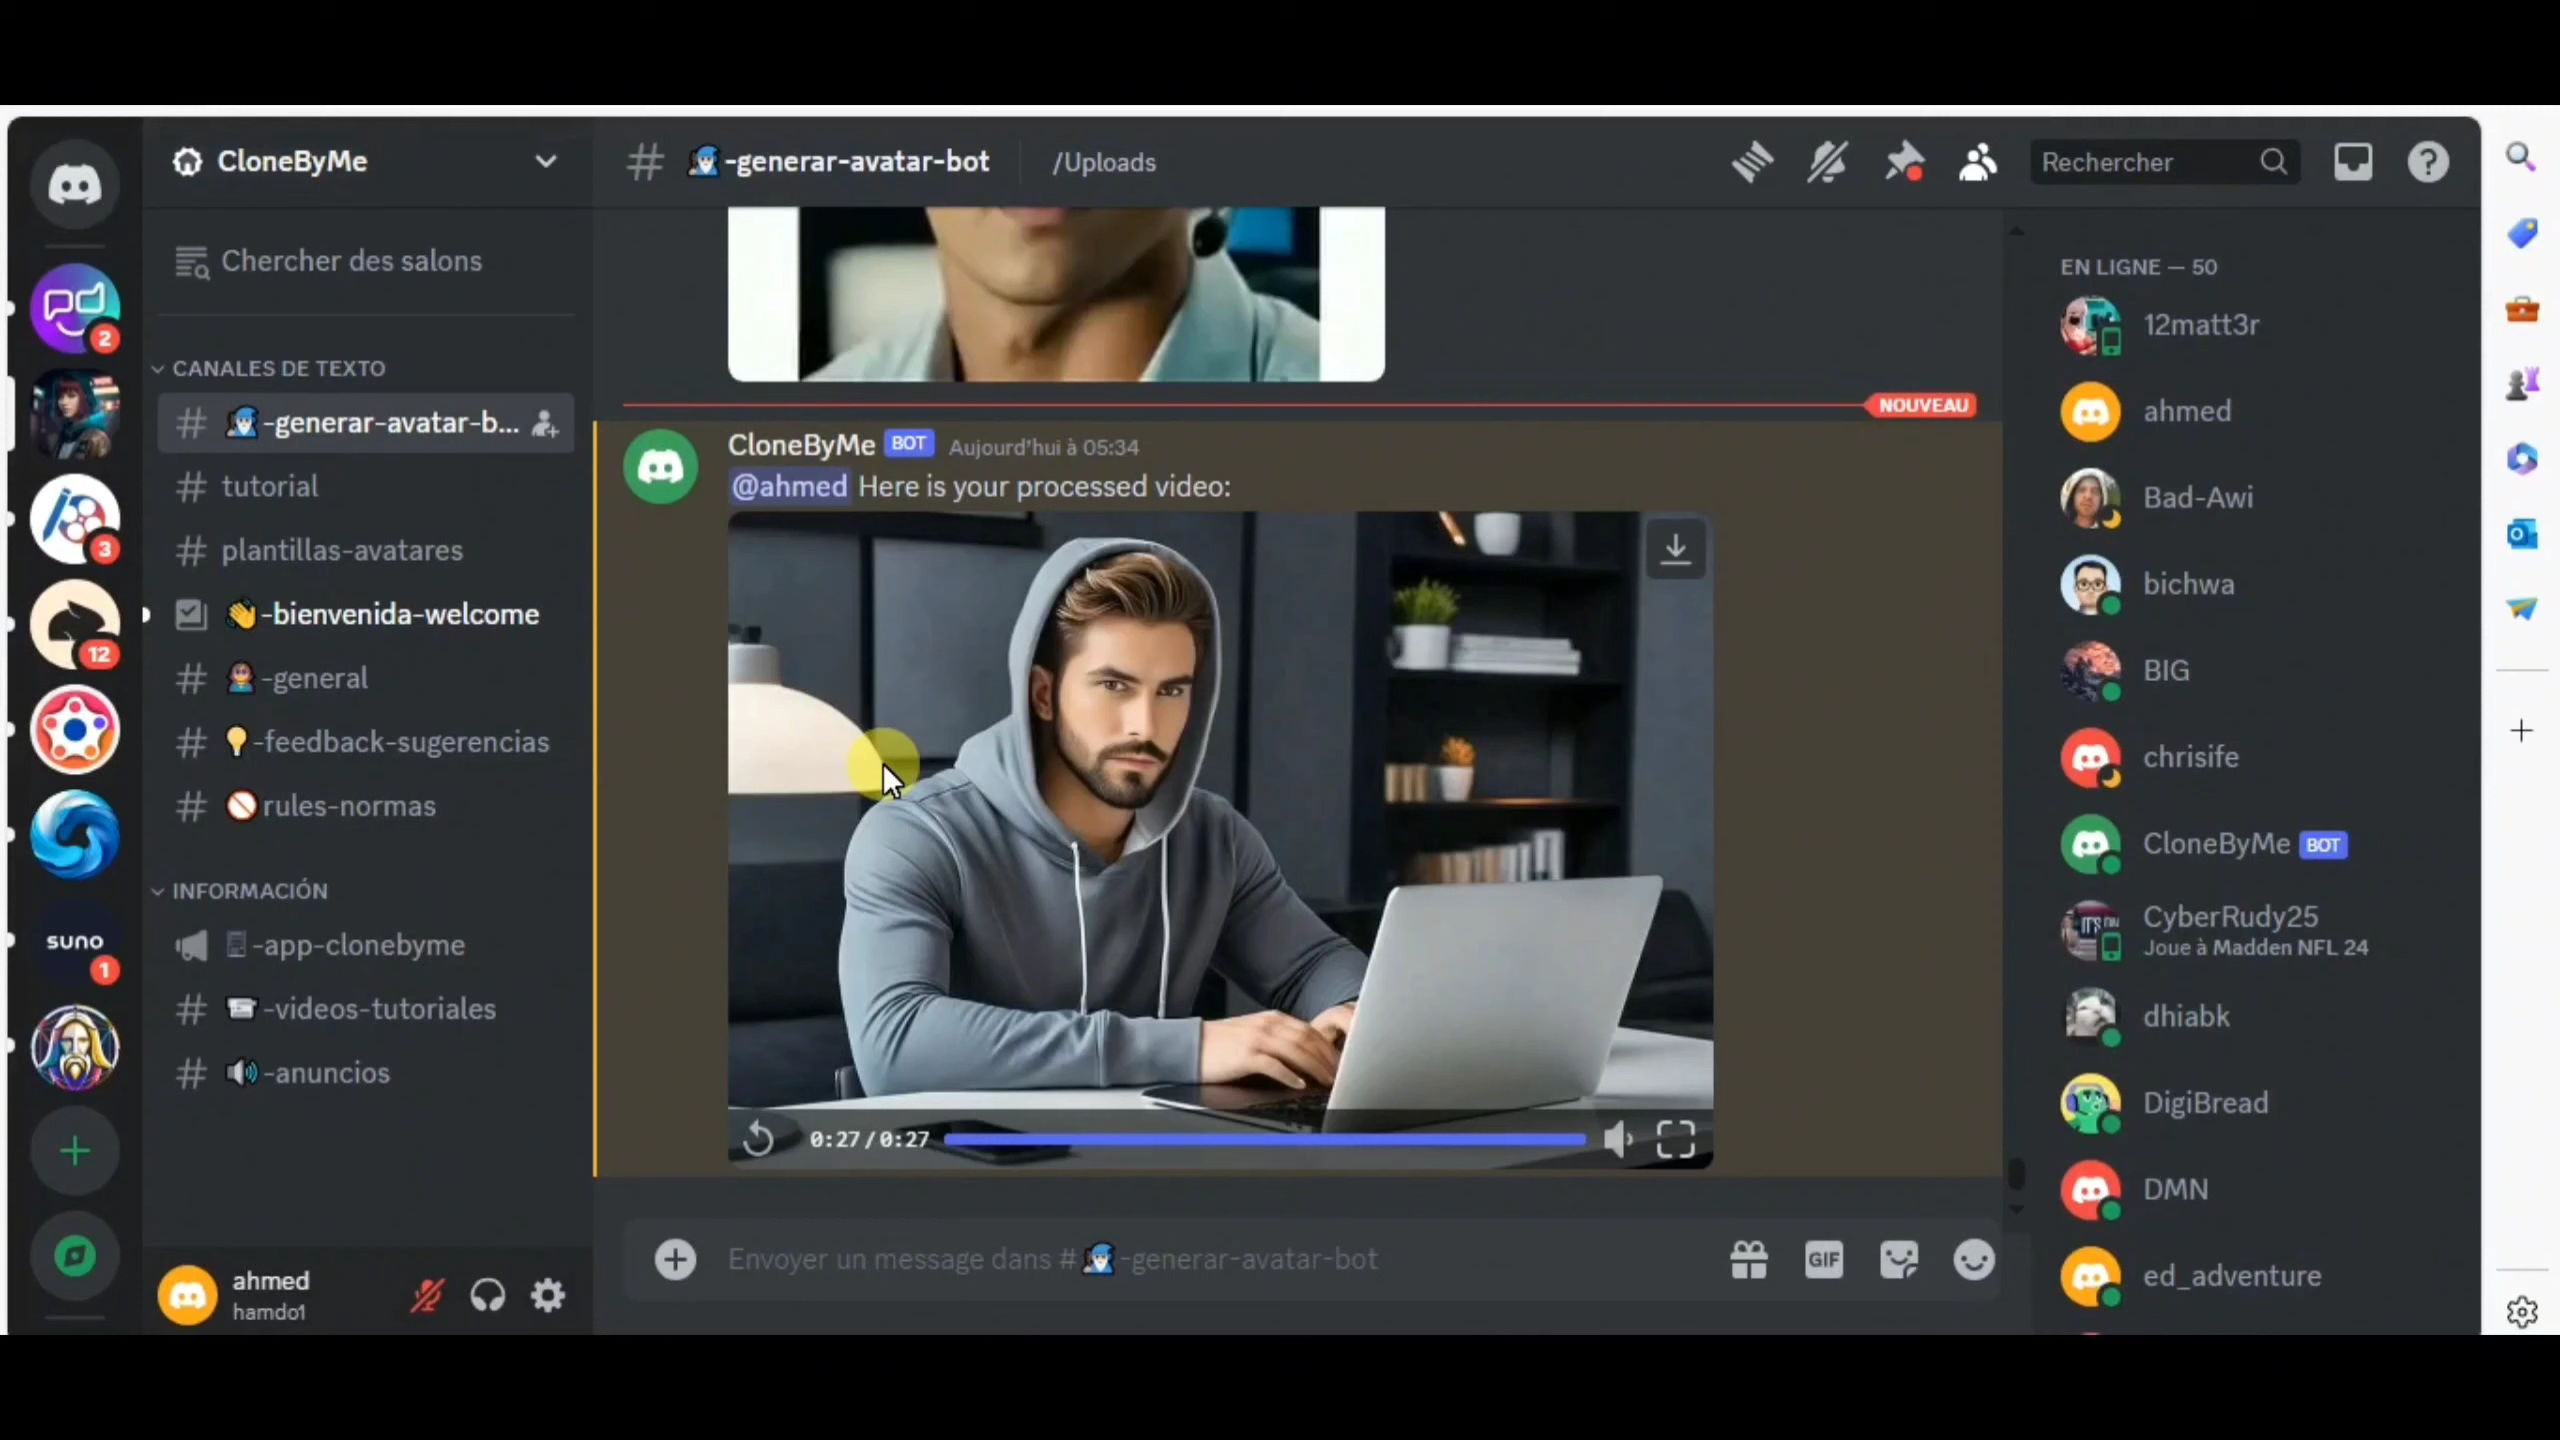 CloneByMe
Chercher des salons
CANALES DE TEXTO
-generar-avatar-b...
tutorial
plantillas-avatares
-bienvenida-welcome
-general
-feedback-sugerencias
rules-normas
INFORMACIÓN
-app-clonebyme
-videos-tutoriales
-anuncios
2
3
12
suno
1
ahmed
hamdo1
-generar-avatar-bot
/Uploads
Rechercher
NOUVEAU
CloneByMe BOT Aujourd'hui à 05:34
@ahmed Here is your processed video:
0:27/0:27
Envoyer un message dans # -generar-avatar-bot
GIF
EN LIGNE — 50
12matt3r
ahmed
Bad-Awi
bichwa
BIG
chrisife
CloneByMe BOT
CyberRudy25
Joue à Madden NFL 24
dhiabk
DigiBread
DMN
ed_adventure